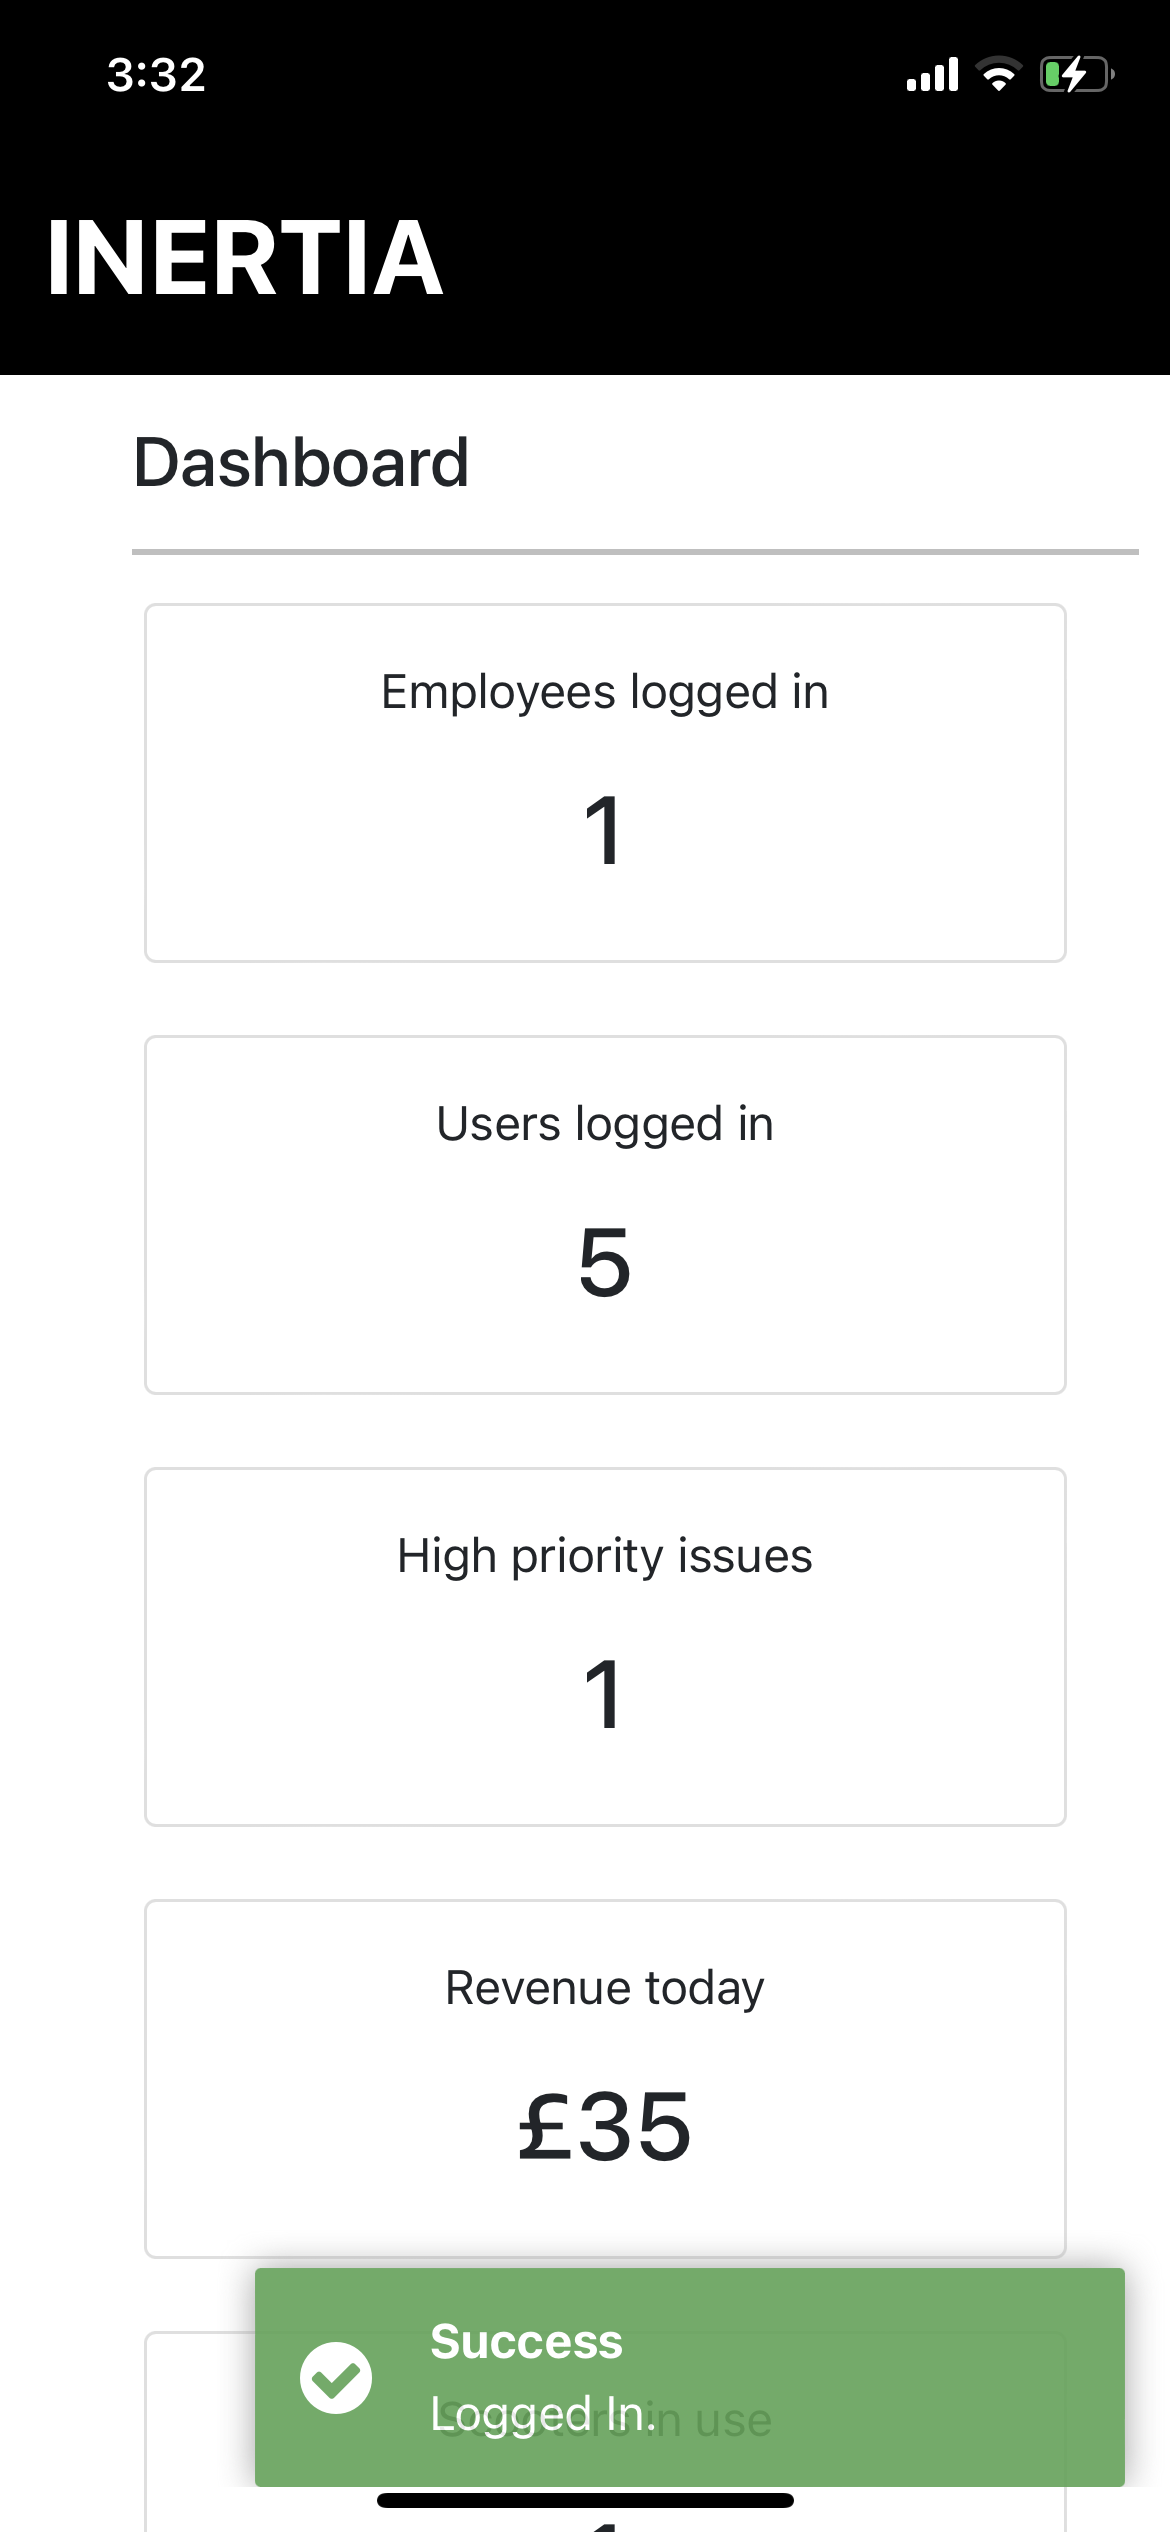 3:32
INERTIA
Dashboard
Employees logged in
1
Users logged in
5
High priority issues
1
Revenue today
£35
Success
Logged In.
Scooters in use